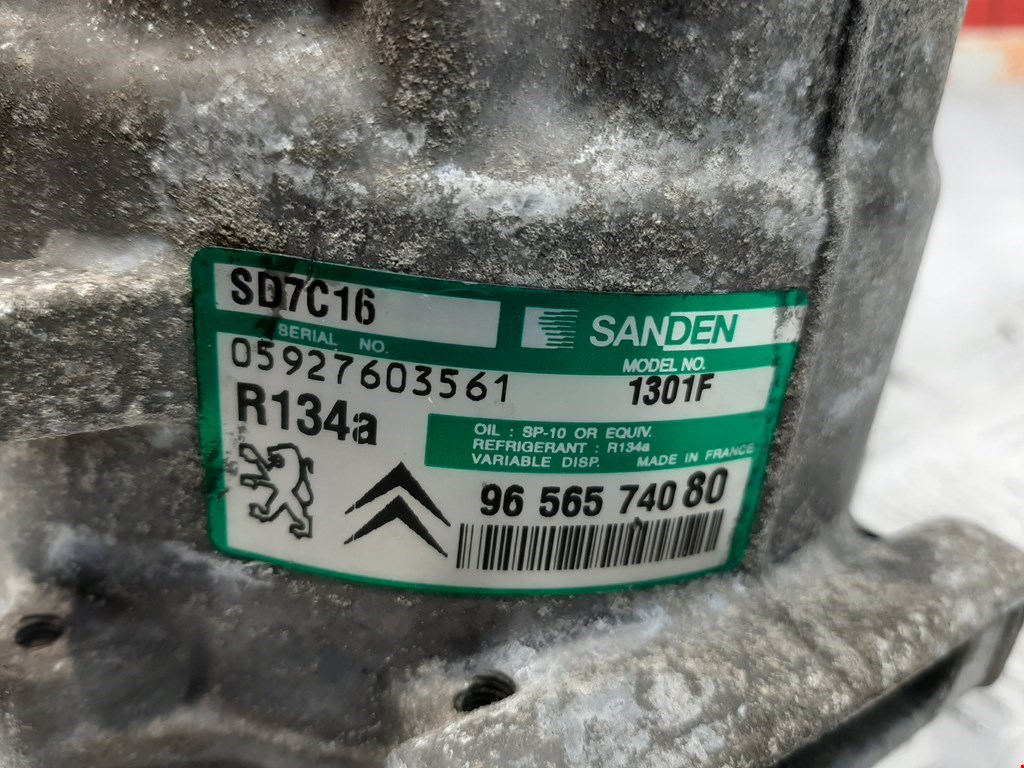 SD7C16
SANDEN
SERIAL NO.
05927603561
MODEL NO.
1301F
R134a
OIL : SP-10 OR EQUIV.
REFRIGERANT : R134a
VARIABLE DISP. MADE IN FRANCE
96 565 740 80